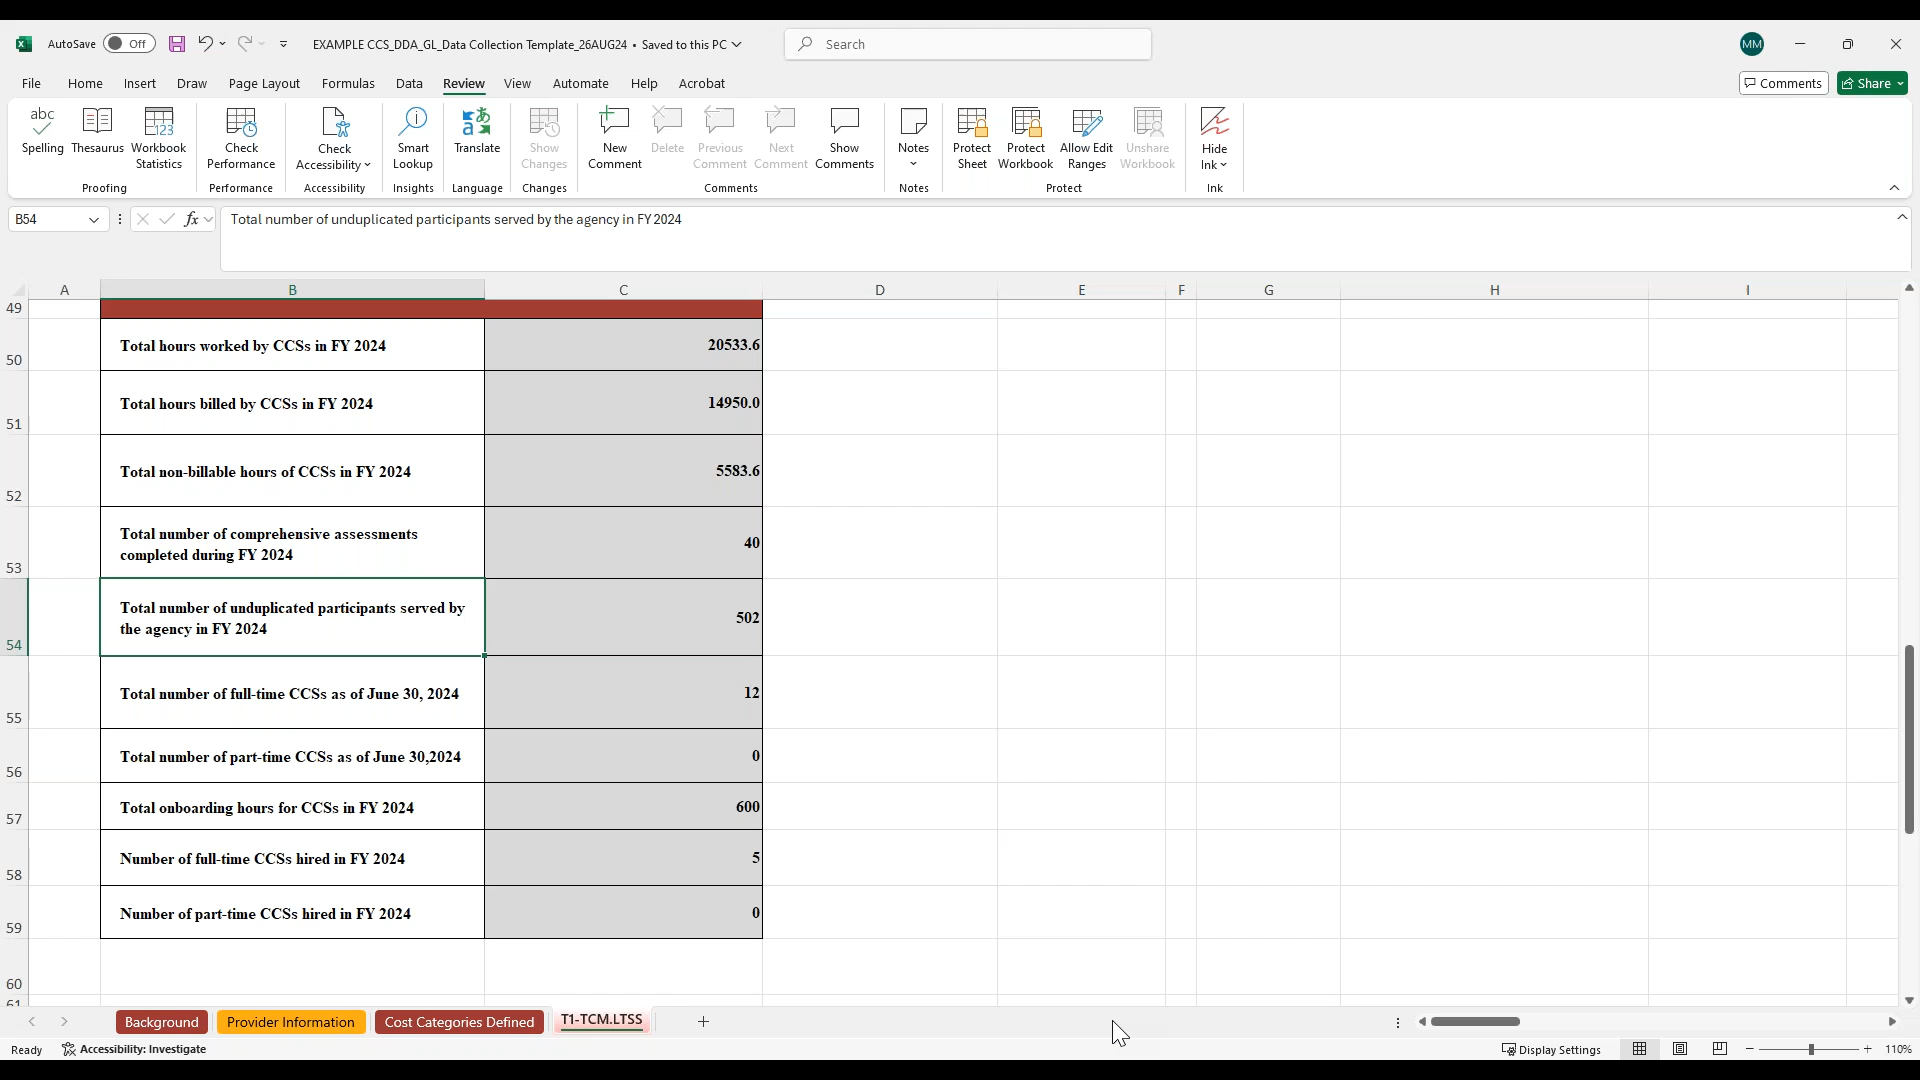 AutoSave Off EXAMPLE CCS_DDA_GL_Data Collection Template_26AUG24 • Saved to this PC Search MM
File Home Insert Draw Page Layout Formulas Data Review View Automate Help Acrobat Comments Share
abc
123
Spelling Thesaurus Workbook Statistics
Check Performance
Check Accessibility
Smart Lookup
Translate
Show Changes
New Comment Delete Previous Comment Next Comment Show Comments
Notes
Protect Sheet Protect Workbook Allow Edit Ranges Unshare Workbook
Hide Ink
Proofing Performance Accessibility Insights Language Changes Comments Notes Protect Ink
B54 fx Total number of unduplicated participants served by the agency in FY 2024
A B C D E F G H I
49
50 Total hours worked by CCSs in FY 2024 20533.6
51 Total hours billed by CCSs in FY 2024 14950.0
52 Total non-billable hours of CCSs in FY 2024 5583.6
53 Total number of comprehensive assessments
completed during FY 2024 40
54 Total number of unduplicated participants served by
the agency in FY 2024 502
55 Total number of full-time CCSs as of June 30, 2024 12
56 Total number of part-time CCSs as of June 30,2024 0
57 Total onboarding hours for CCSs in FY 2024 600
58 Number of full-time CCSs hired in FY 2024 5
59 Number of part-time CCSs hired in FY 2024 0
60
61
Background Provider Information Cost Categories Defined T1-TCM.LTSS
Ready Accessibility: Investigate Display Settings 110%